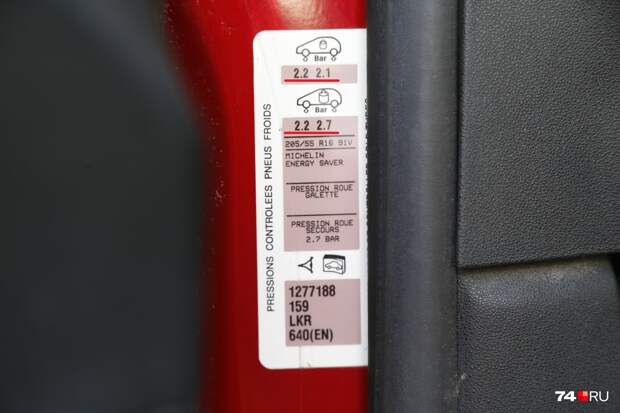 Bar
2.2 2.1
Bar
2.2 2.7
205/55 R16 91V
MICHELIN
ENERGY SAVER
PRESSION ROUE
GALETTE
PRESSION ROUE
SECOURS
2.7 BAR
1277188
159
LKR
640(EN)
PRESSIONS CONTROLEES PNEUS FROIDS
74 RU